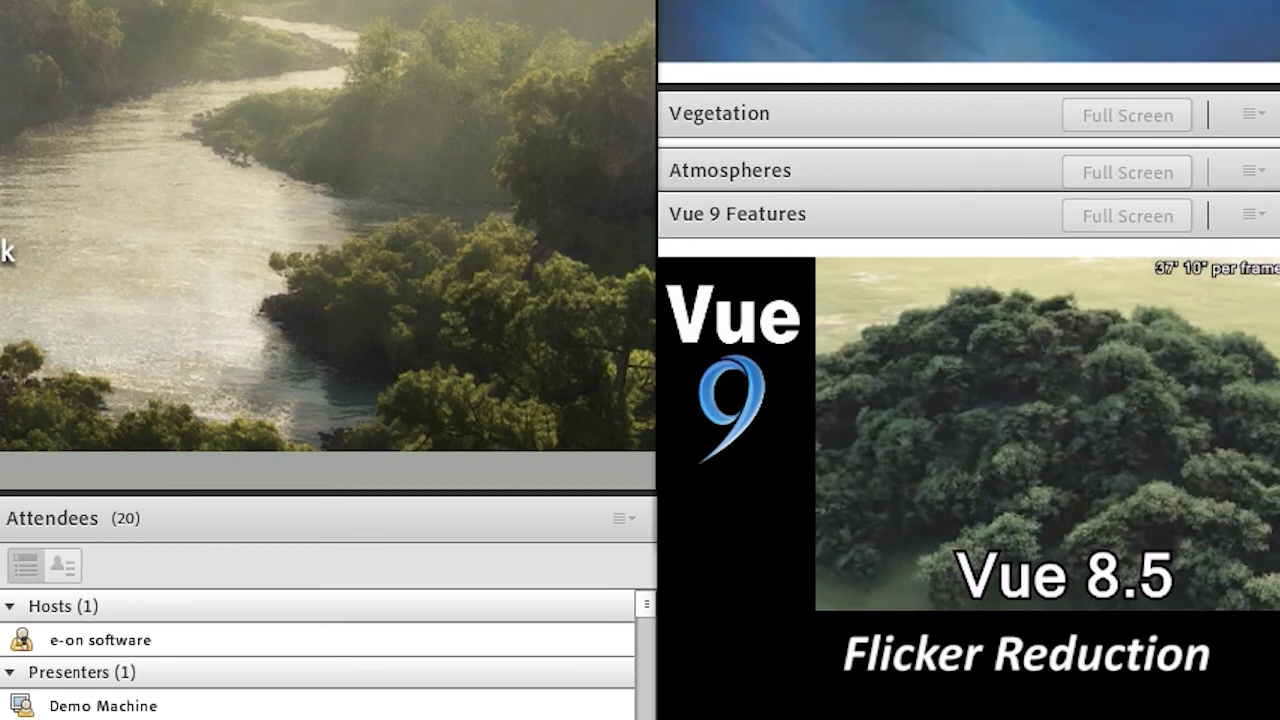 k
Attendees (20)
Hosts (1)
e-on software
Presenters (1)
Demo Machine
Vegetation Full Screen
Atmospheres Full Screen
Vue 9 Features Full Screen
37' 10" per frame
Vue
9
Vue 8.5
Flicker Reduction